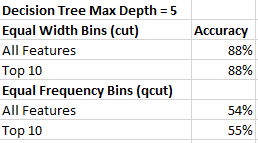 Decision Tree Max Depth = 5
Equal Width Bins (cut) Accuracy
All Features 88%
Top 10 88%
Equal Frequency Bins (qcut)
All Features 54%
Top 10 55%